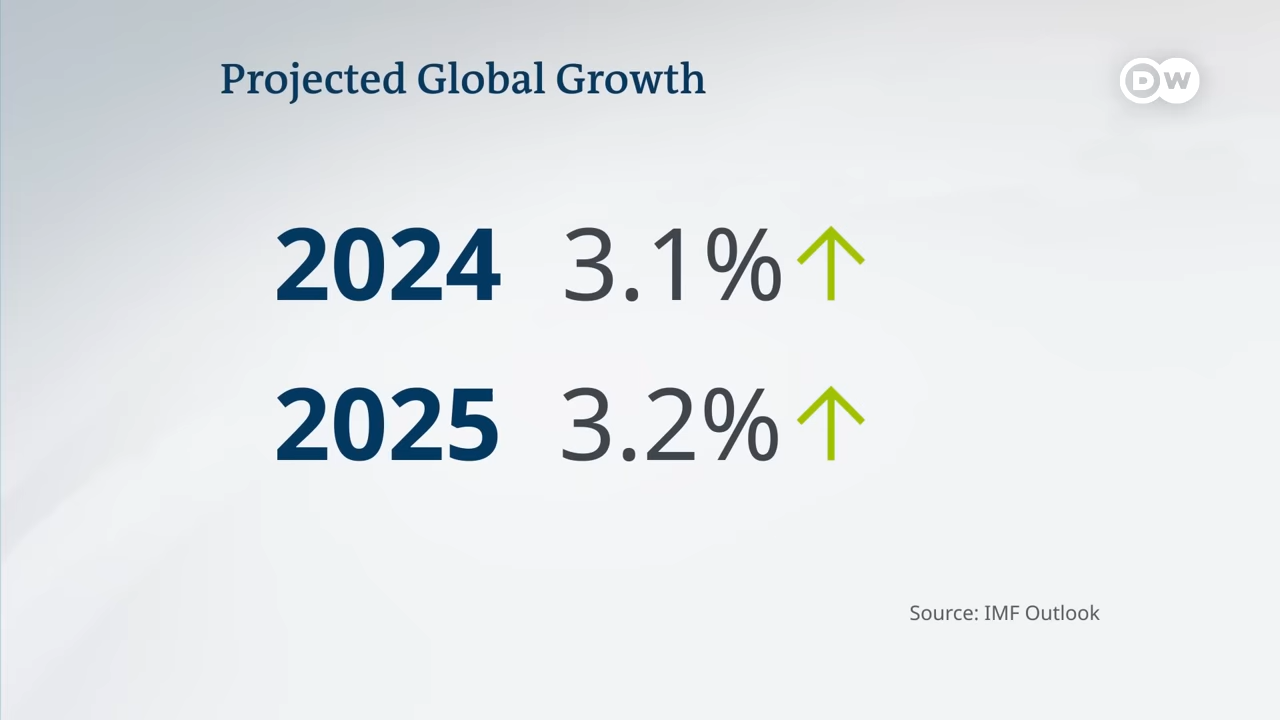 Projected Global Growth
DW
2024 3.1%↑
2025 3.2%↑
Source: IMF Outlook